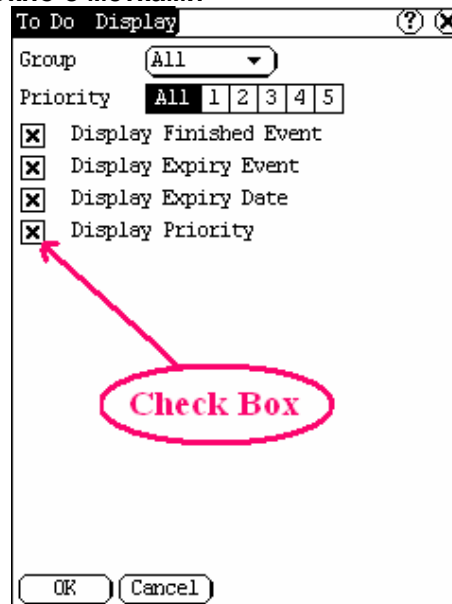 To Do Display ?
Group All
Priority All 1 2 3 4 5
Display Finished Event
Display Expiry Event
Display Expiry Date
Display Priority
Check Box
OK Cancel